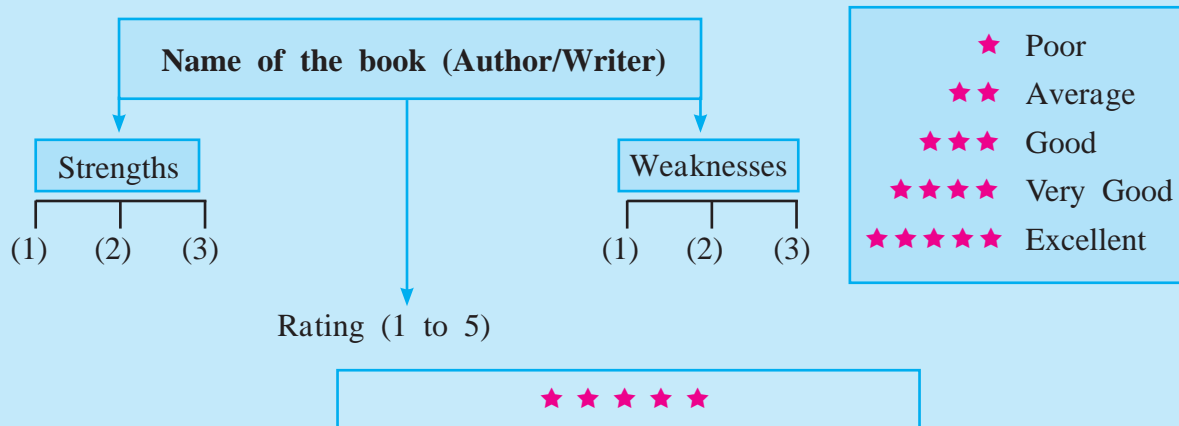 Name of the book (Author/Writer)
Strengths
(1) (2) (3)
Weaknesses
(1) (2) (3)
Rating (1 to 5)
★ Poor
★★ Average
★★★ Good
★★★★ Very Good
★★★★★ Excellent
★★★★★